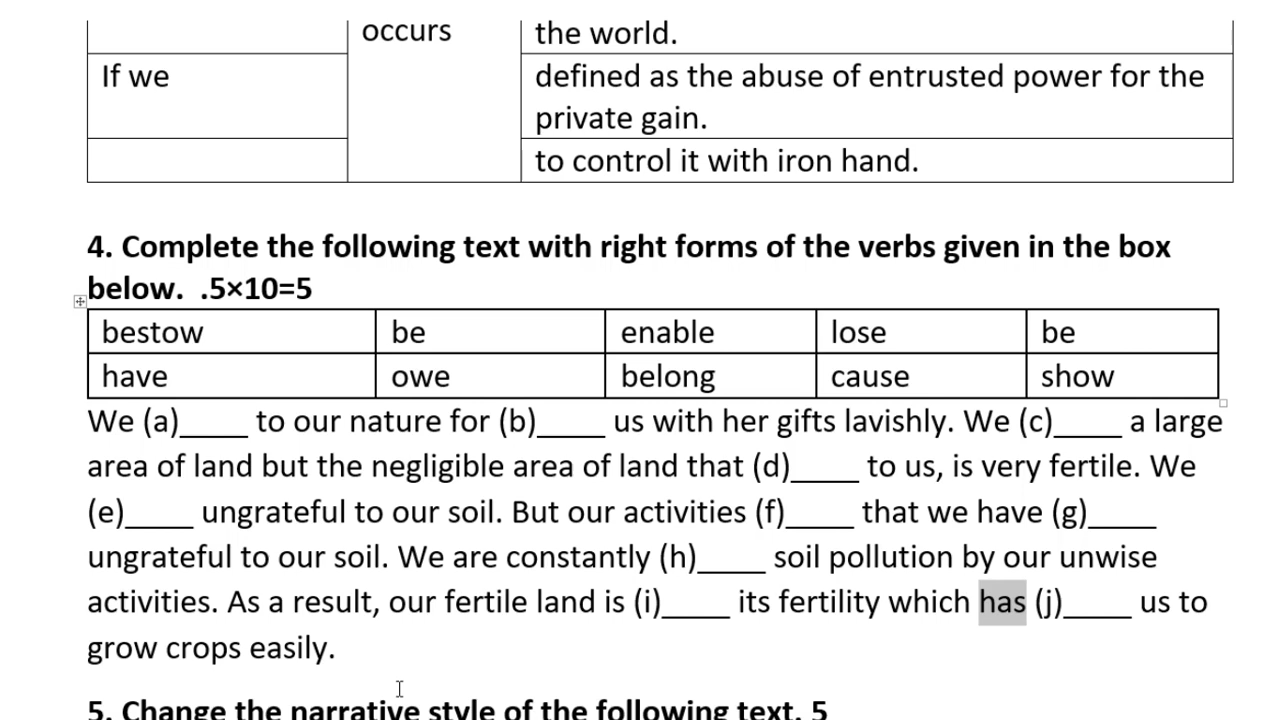 occurs the world.
If we defined as the abuse of entrusted power for the
private gain.
to control it with iron hand.
4. Complete the following text with right forms of the verbs given in the box
below. .5×10=5
bestow be enable lose be
have owe belong cause show
We (a)____ to our nature for (b)____ us with her gifts lavishly. We (c)____ a large
area of land but the negligible area of land that (d)____ to us, is very fertile. We
(e)____ ungrateful to our soil. But our activities (f)____ that we have (g)____
ungrateful to our soil. We are constantly (h)____ soil pollution by our unwise
activities. As a result, our fertile land is (i)____ its fertility which has (j)____ us to
grow crops easily.
5. Change the narrative style of the following text. 5